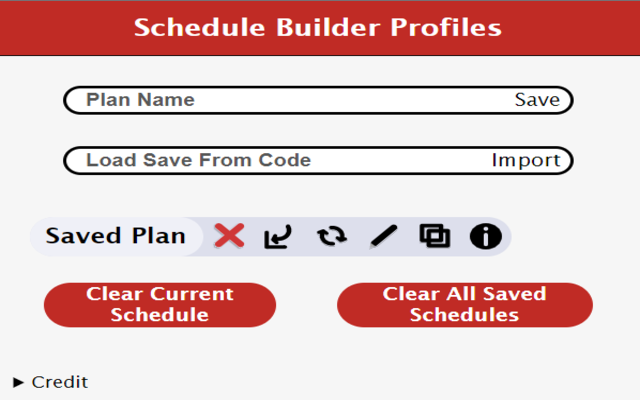 Schedule Builder Profiles
Plan Name Save
Load Save From Code Import
Saved Plan
Clear Current
Schedule
Clear All Saved
Schedules
► Credit